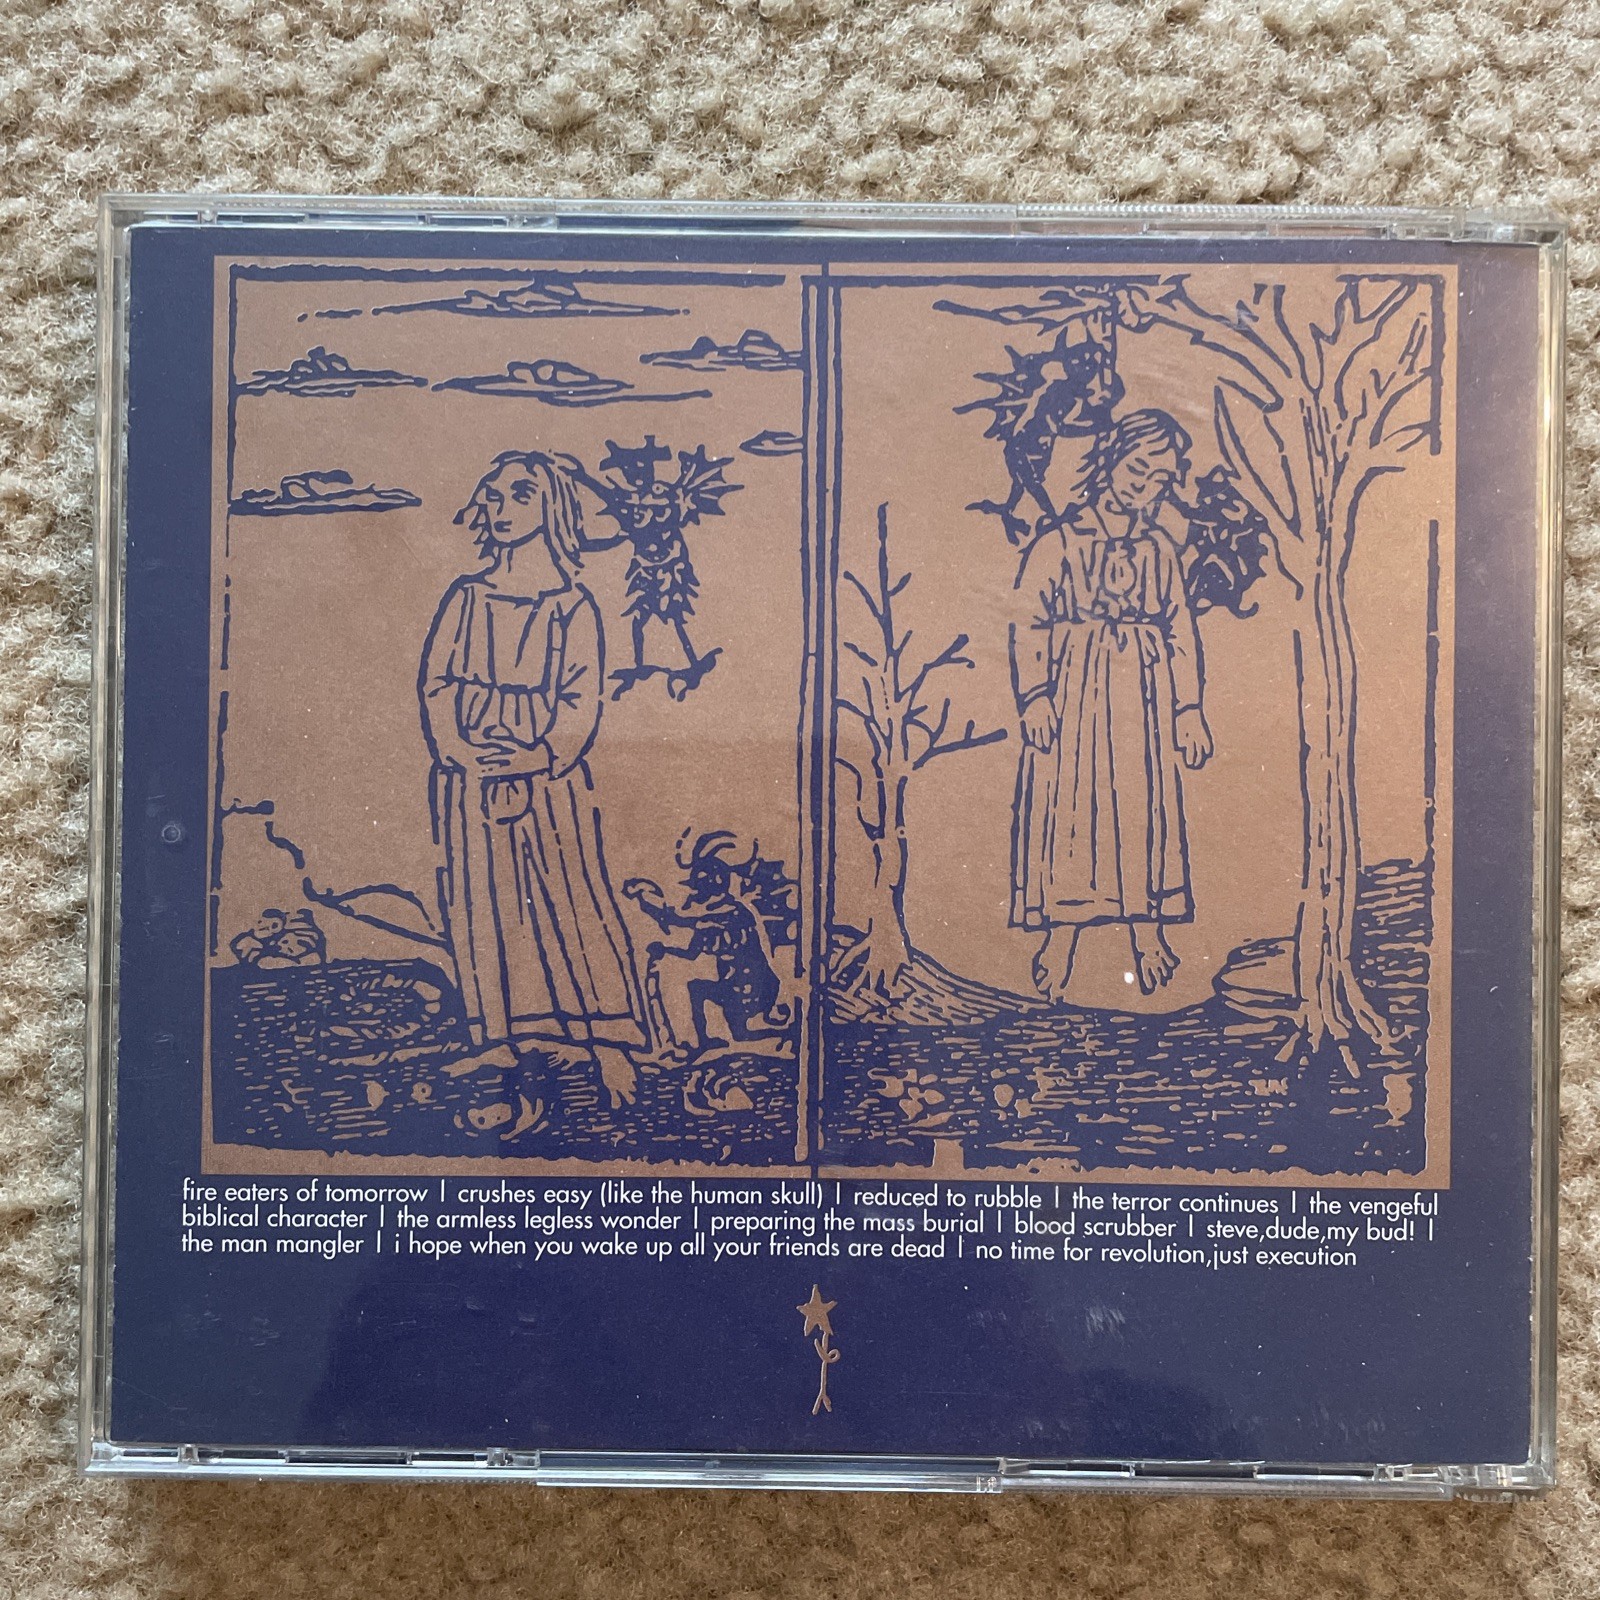 fire eaters of tomorrow | crushes easy (like the human skull) | reduced to rubble | the terror continues | the vengeful
biblical character | the armless legless wonder | preparing the mass burial | blood scrubber | steve,dude,my bud! |
the man mangler | i hope when you wake up all your friends are dead | no time for revolution,just execution